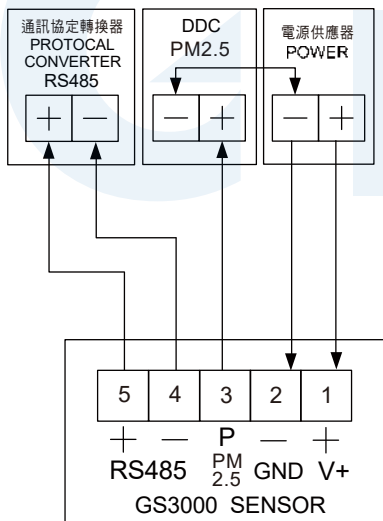 通訊協定轉換器
PROTOCAL
CONVERTER
RS485
+ −
DDC
PM2.5
− +
電源供應器
POWER
− +
5 4 3 2 1
+ − P − +
RS485 PM 2.5 GND V+
GS3000 SENSOR